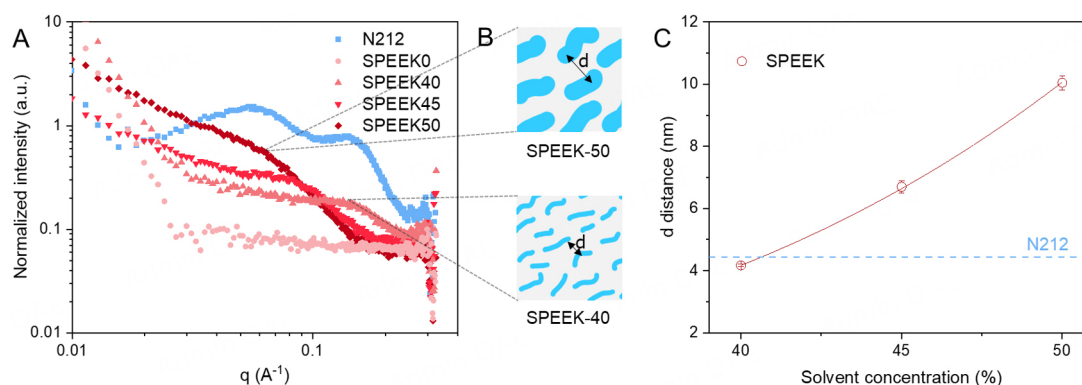 A
Normalized intensity (a.u.)
10
1
0.1
0.01
0.01
0.1
q (A⁻¹)
N212
SPEEK0
SPEEK40
SPEEK45
SPEEK50
B
d
SPEEK-50
d
SPEEK-40
C
d distance (nm)
12
10
8
6
4
2
40
45
50
Solvent concentration (%)
SPEEK
N212